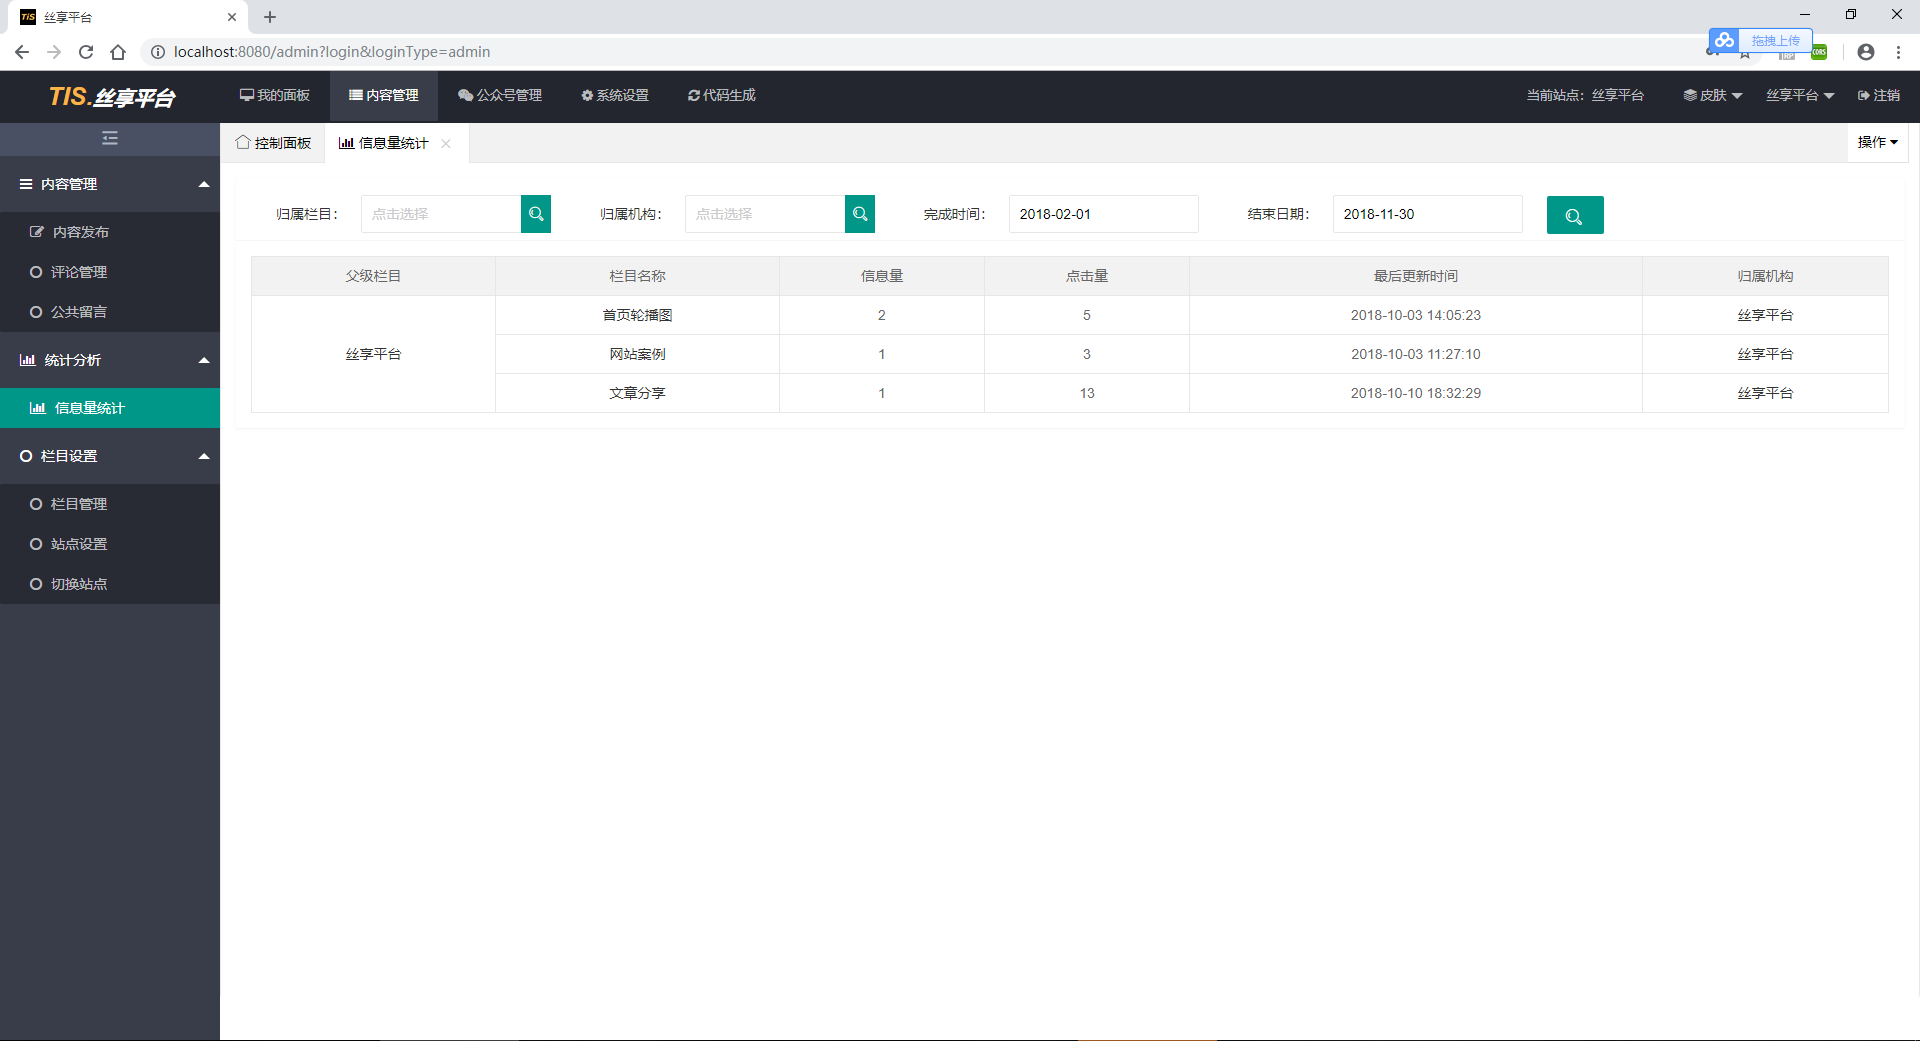 TIS 丝享平台
localhost:8080/admin?login&loginType=admin
拖拽上传
CORS
TIS.丝享平台 我的面板 内容管理 公众号管理 系统设置 代码生成 当前站点：丝享平台 皮肤 丝享平台 注销
控制面板 信息量统计 操作
内容管理
内容发布
评论管理
公共留言
统计分析
信息量统计
栏目设置
栏目管理
站点设置
切换站点
归属栏目： 点击选择 归属机构： 点击选择 完成时间： 2018-02-01 结束日期： 2018-11-30
父级栏目 栏目名称 信息量 点击量 最后更新时间 归属机构
丝享平台
首页轮播图 2 5 2018-10-03 14:05:23 丝享平台
网站案例 1 3 2018-10-03 11:27:10 丝享平台
文章分享 1 13 2018-10-10 18:32:29 丝享平台